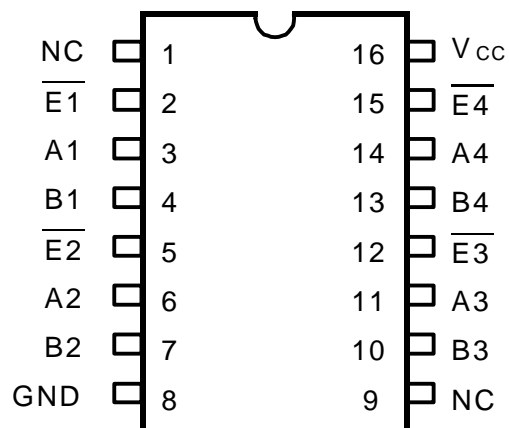 NC 1 16 VCC
E1 2 15 E4
A1 3 14 A4
B1 4 13 B4
E2 5 12 E3
A2 6 11 A3
B2 7 10 B3
GND 8 9 NC